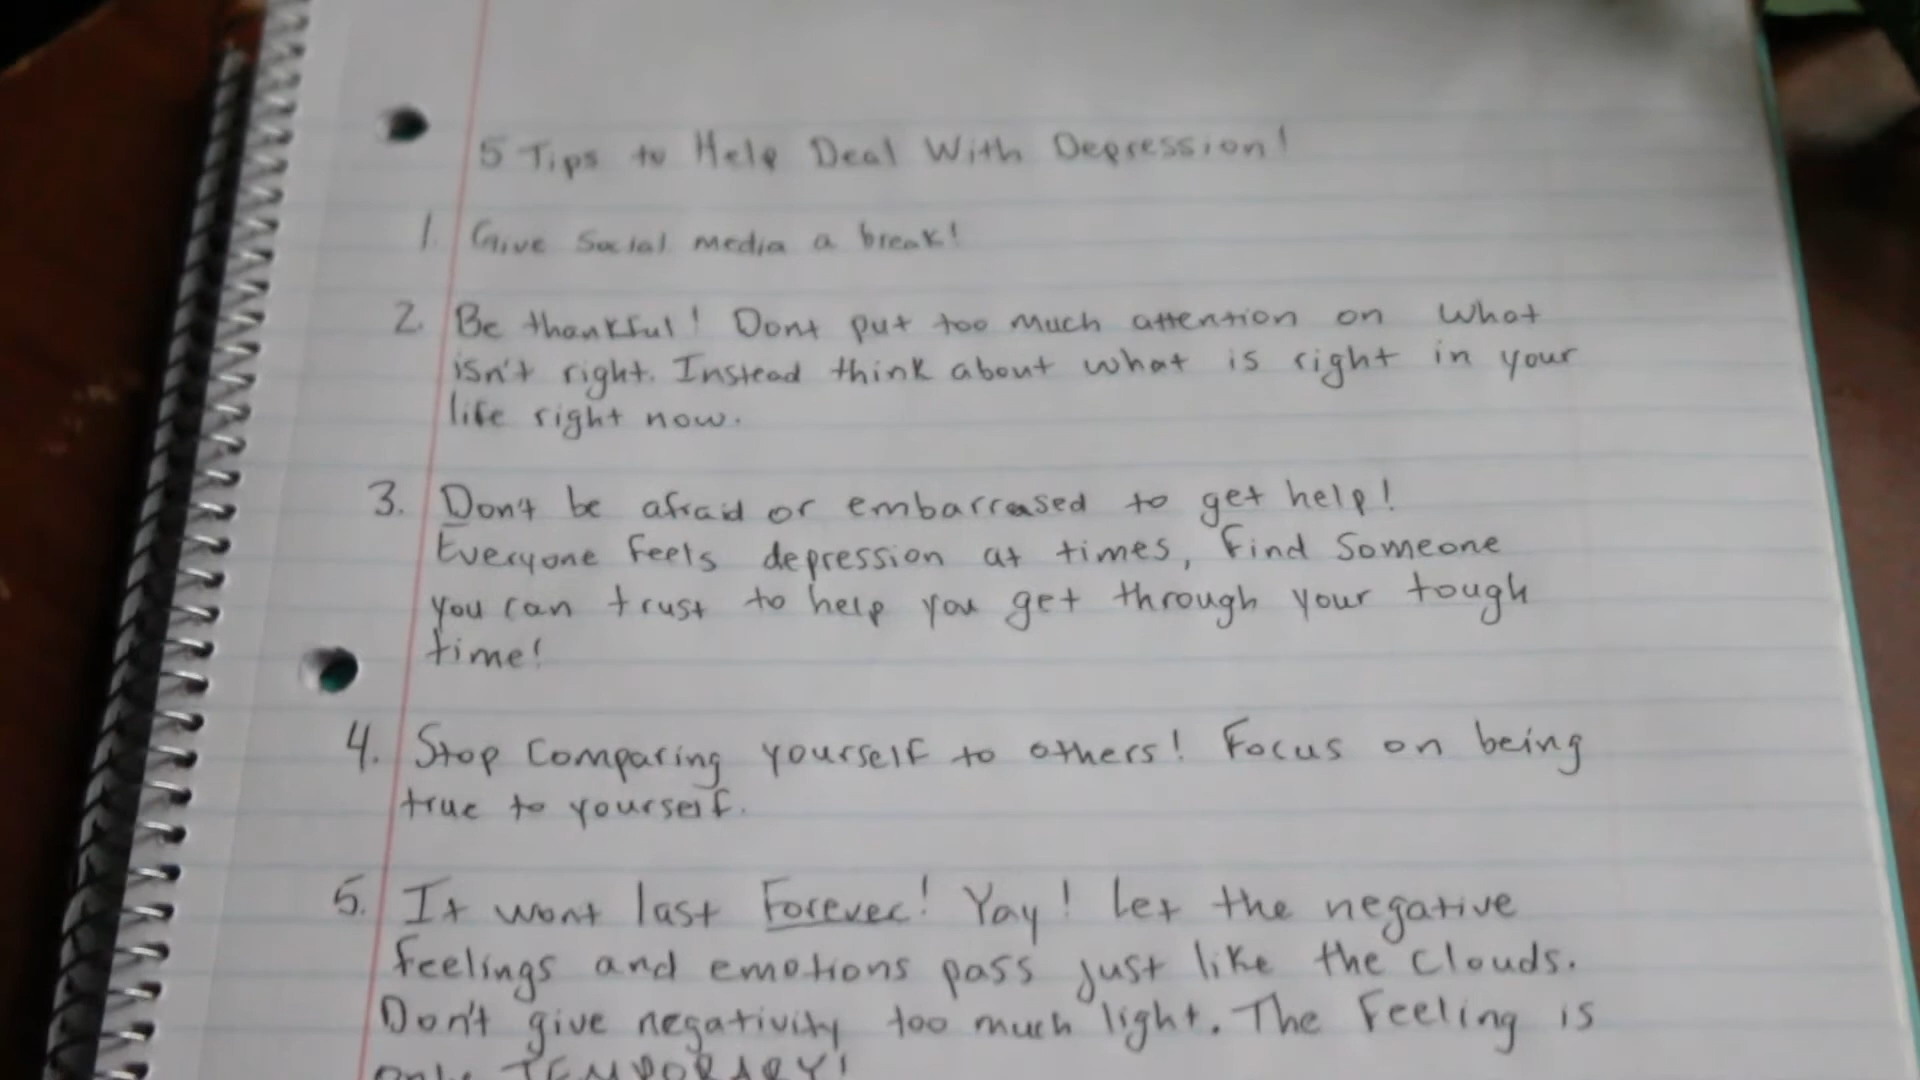 5 Tips to Help Deal With Depression!
1. Give Social media a break!
2. Be thankful! Dont put too much attention on what
isn't right. Instead think about what is right in your
life right now.
3. Don't be afraid or embarrased to get help!
Everyone feels depression at times, find someone
you can trust to help you get through your tough
time!
4. Stop Comparing yourself to others! Focus on being
true to yourself.
5. It wont last Forever! Yay! Let the negative
feelings and emotions pass just like the clouds.
Don't give negativity too much light. The Feeling is
only TEMPORARY!